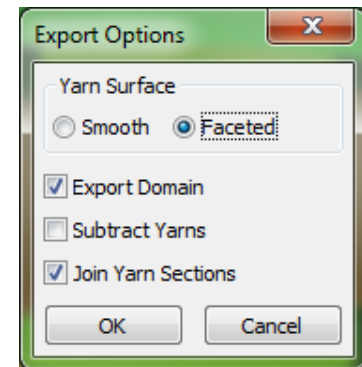 Export Options
Yarn Surface
Smooth Faceted
Export Domain
Subtract Yarns
Join Yarn Sections
OK Cancel